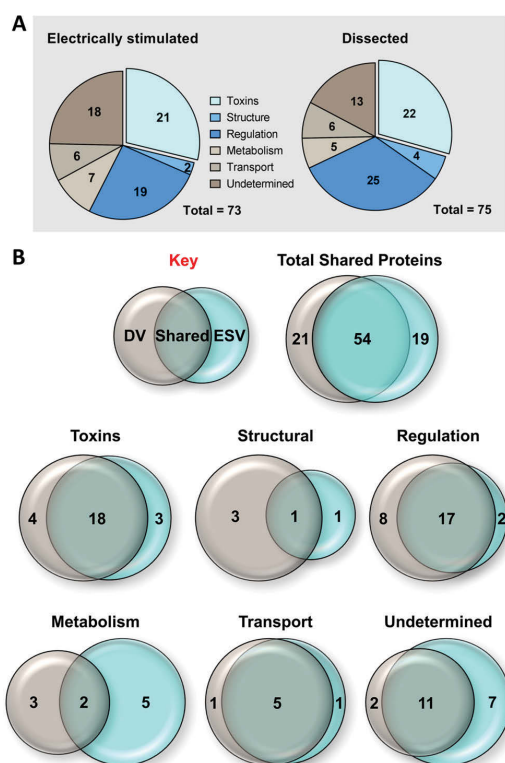 A
Electrically stimulated
Dissected
18
21
2
19
7
6
Toxins
Structure
Regulation
Metabolism
Transport
Undetermined
13
22
4
25
5
6
Total = 73
Total = 75
B
Key
Total Shared Proteins
DV Shared ESV
21 54 19
Toxins
Structural
Regulation
4 18 3
3 1 1
8 17 2
Metabolism
Transport
Undetermined
3 2 5
1 5 1
2 11 7